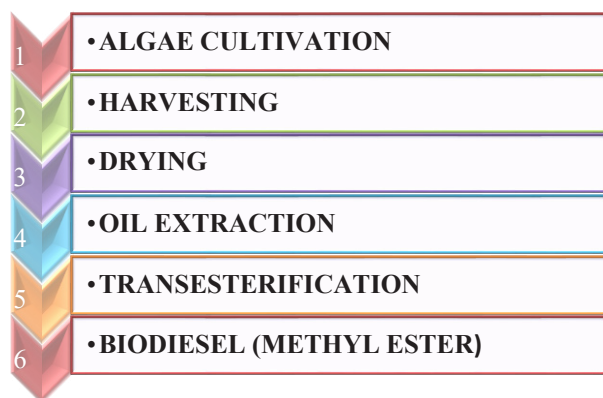 1 •ALGAE CULTIVATION
2 •HARVESTING
3 •DRYING
4 •OIL EXTRACTION
5 •TRANSESTERIFICATION
6 •BIODIESEL (METHYL ESTER)